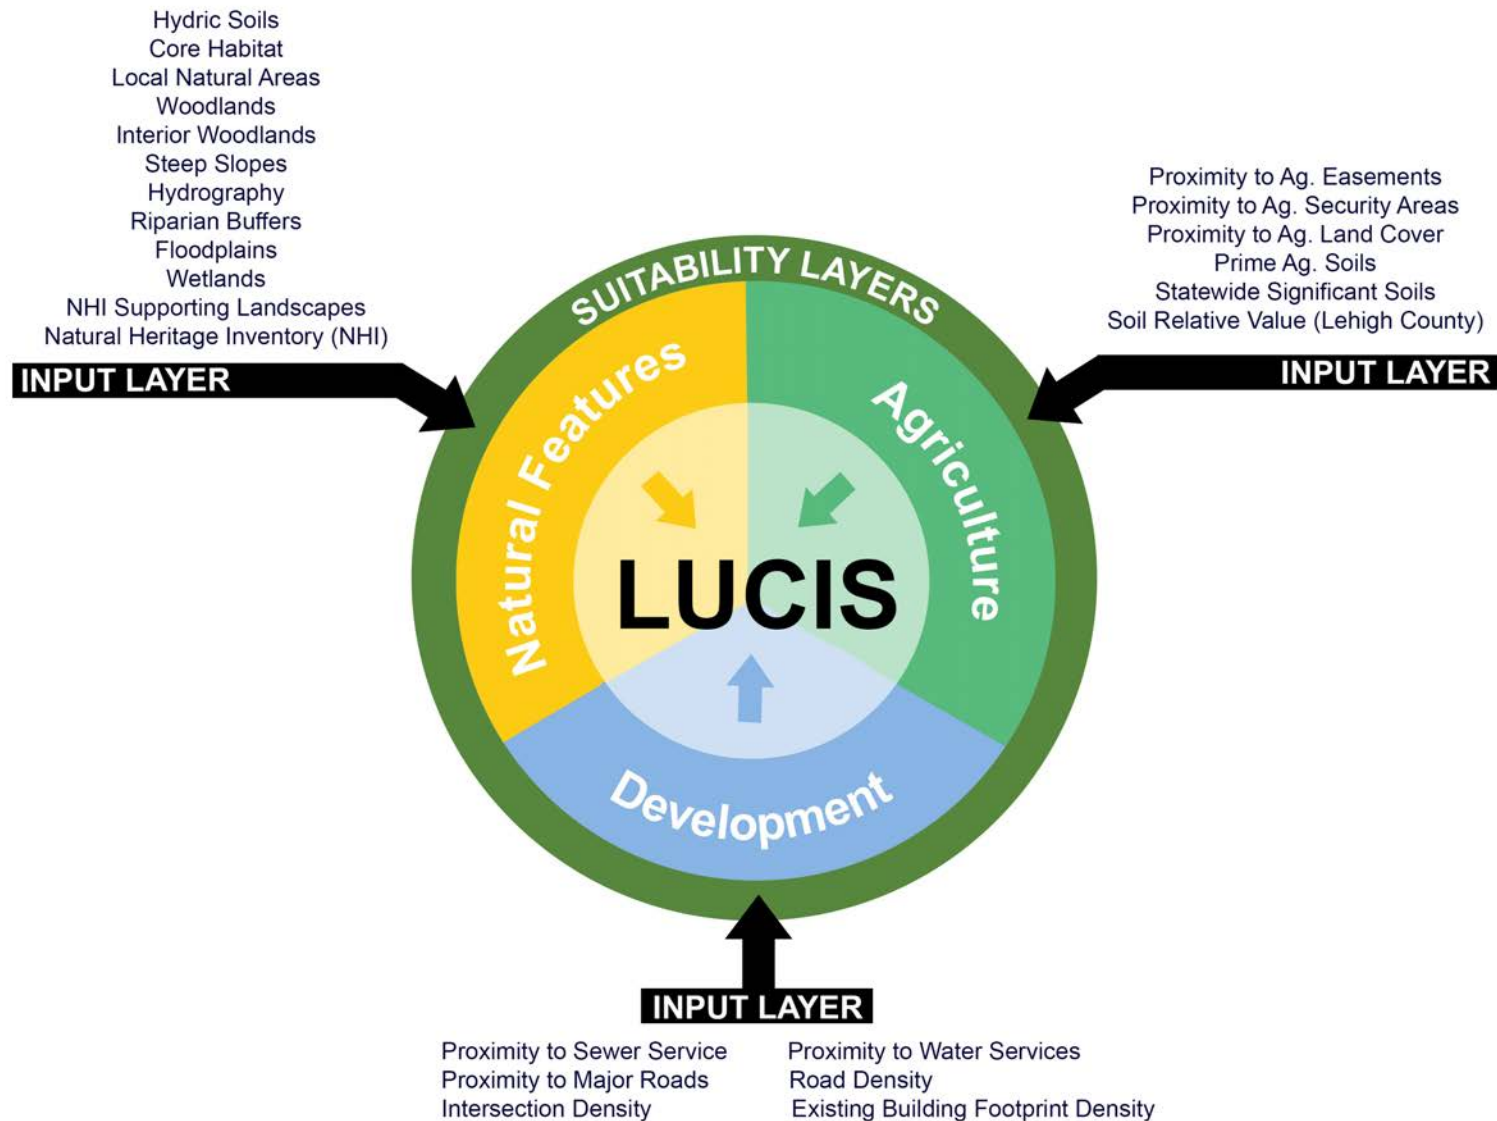 Hydric Soils
Core Habitat
Local Natural Areas
Woodlands
Interior Woodlands
Steep Slopes
Hydrography
Riparian Buffers
Floodplains
Wetlands
NHI Supporting Landscapes
Natural Heritage Inventory (NHI)
INPUT LAYER
Proximity to Ag. Easements
Proximity to Ag. Security Areas
Proximity to Ag. Land Cover
Prime Ag. Soils
Statewide Significant Soils
Soil Relative Value (Lehigh County)
INPUT LAYER
SUITABILITY LAYERS
Natural Features
Agriculture
LUCIS
Development
INPUT LAYER
Proximity to Sewer Service
Proximity to Major Roads
Intersection Density
Proximity to Water Services
Road Density
Existing Building Footprint Density